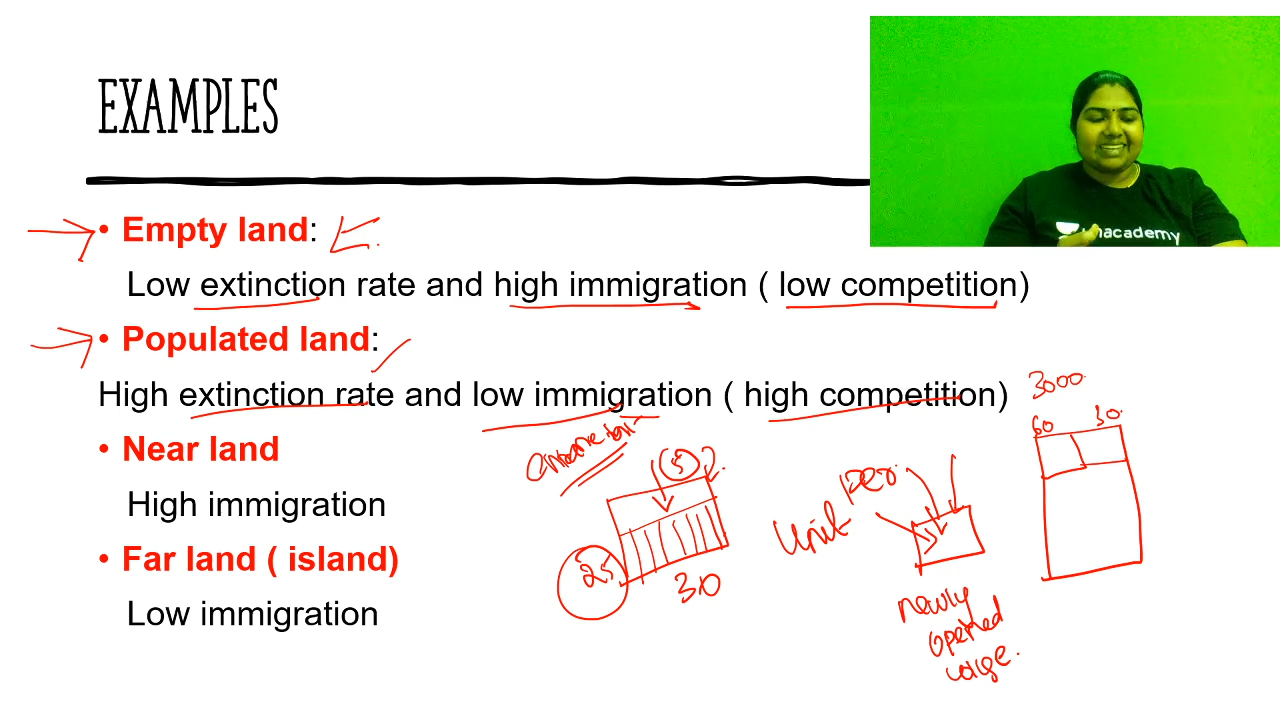 EXAMPLES
unacademy
• Empty land:
Low extinction rate and high immigration ( low competition)
• Populated land:
High extinction rate and low immigration ( high competition)
• Near land
High immigration
• Far land ( island)
Low immigration
3000
60 30
5
25
30
Unit per
newly
opened